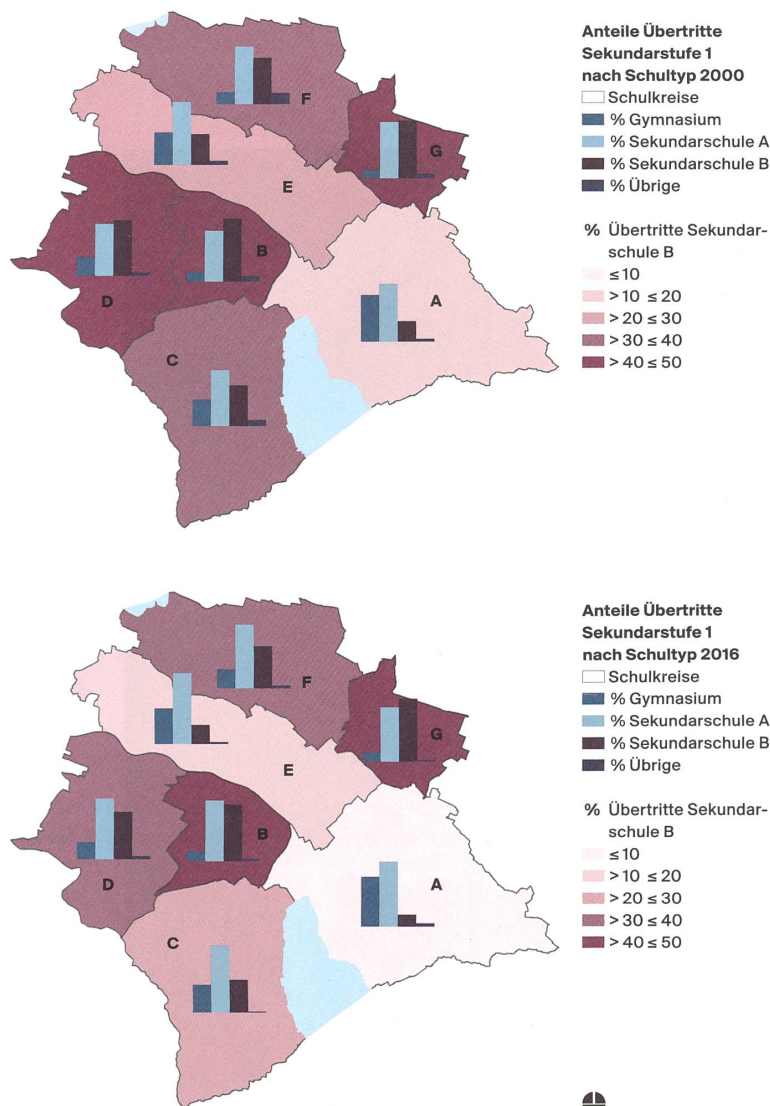 Anteile Übertritte
Sekundarstufe 1
nach Schultyp 2000
Schulkreise
% Gymnasium
% Sekundarschule A
% Sekundarschule B
% Übrige
% Übertritte Sekundar-
schule B
≤ 10
> 10 ≤ 20
> 20 ≤ 30
> 30 ≤ 40
> 40 ≤ 50
F
G
E
B
D
A
C
Anteile Übertritte
Sekundarstufe 1
nach Schultyp 2016
Schulkreise
% Gymnasium
% Sekundarschule A
% Sekundarschule B
% Übrige
% Übertritte Sekundar-
schule B
≤ 10
> 10 ≤ 20
> 20 ≤ 30
> 30 ≤ 40
> 40 ≤ 50
F
G
E
B
D
A
C